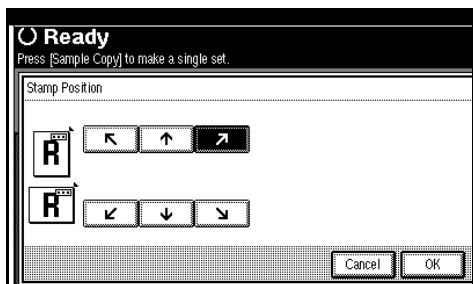 Ready
Press [Sample Copy] to make a single set.
Stamp Position
R
R
Cancel OK